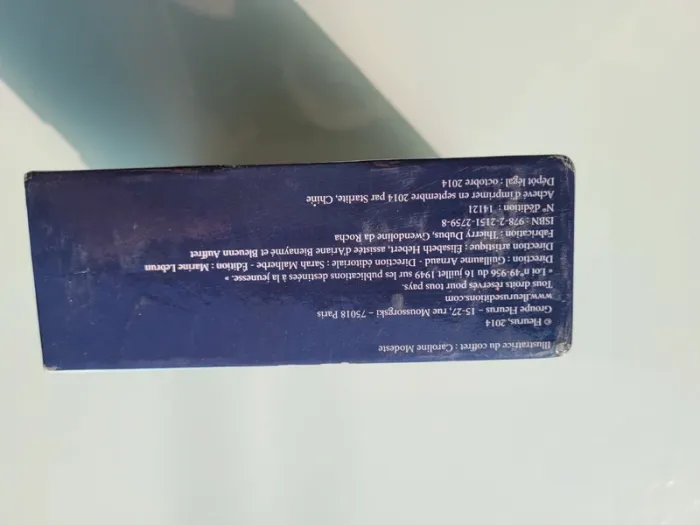 Illustratrice du coffret : Caroline Modeste
© Fleurus, 2014
Groupe Fleurus – 15-27, rue Moussorgski – 75018 Paris
www.fleuruseditions.com
Tous droits réservés pour tous pays.
« Loi n°49-956 du 16 juillet 1949 sur les publications destinées à la jeunesse. »
Direction : Guillaume Arnaud - Direction éditoriale : Sarah Malherbe - Édition : Marine Lebrun
Direction artistique : Élisabeth Hebert, assistée d'Ariane Bienaymé et Bleuenn Auffret
Fabrication : Thierry Dubus, Gwendoline da Rocha
ISBN : 978-2-2151-2759-8
N° d'édition : 141121
Achevé d'imprimer en septembre 2014 par Starlite, Chine
Dépôt légal : octobre 2014